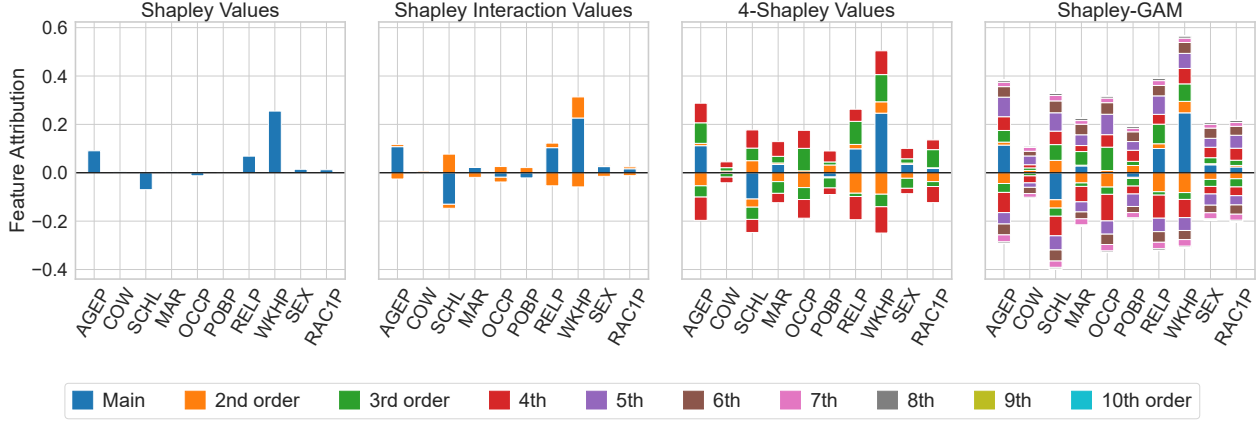 Shapley Values
Shapley Interaction Values
4-Shapley Values
Shapley-GAM
Feature Attribution
0.6
0.4
0.2
0.0
−0.2
−0.4
AGEP COW SCHL MAR OCCP POBP RELP WKHP SEX RAC1P
AGEP COW SCHL MAR OCCP POBP RELP WKHP SEX RAC1P
AGEP COW SCHL MAR OCCP POBP RELP WKHP SEX RAC1P
AGEP COW SCHL MAR OCCP POBP RELP WKHP SEX RAC1P
Main 2nd order 3rd order 4th 5th 6th 7th 8th 9th 10th order